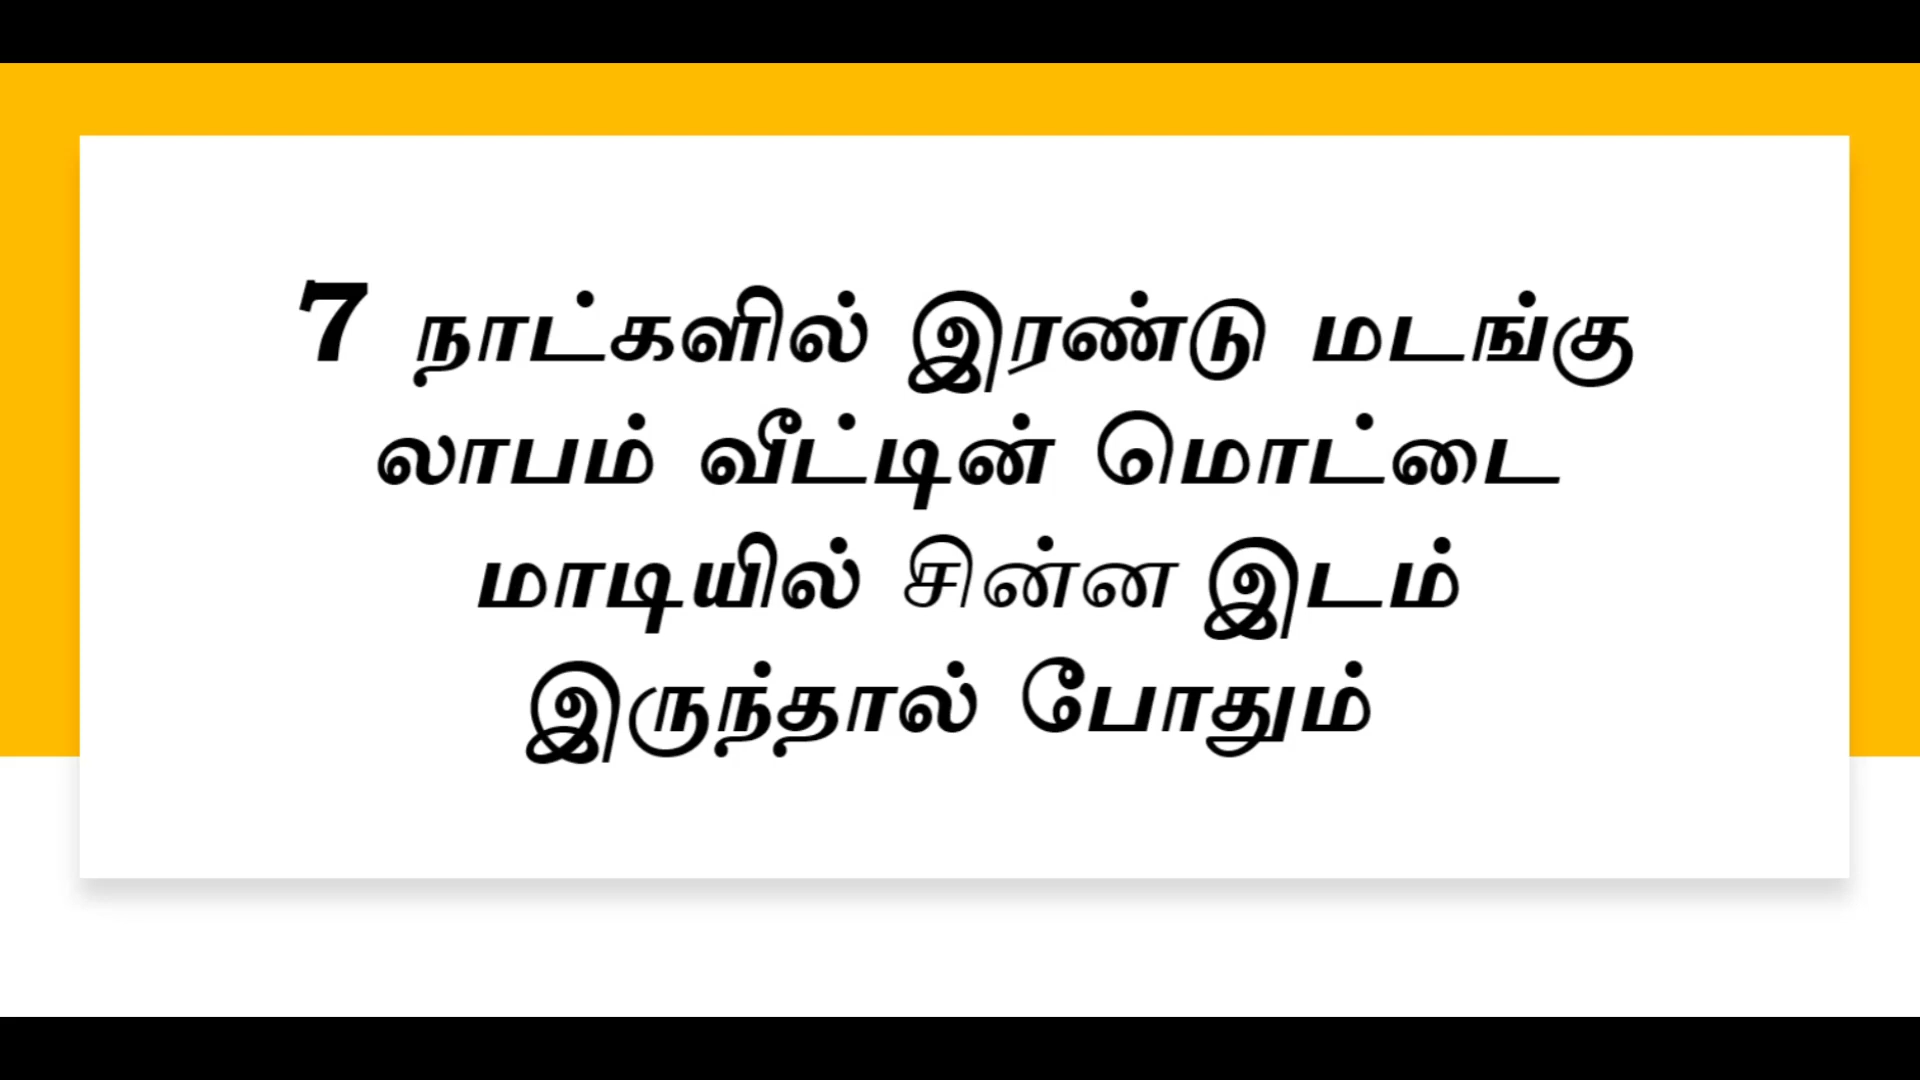 7 நாட்களில் இரண்டு மடங்கு
லாபம் வீட்டின் மொட்டை
மாடியில் சின்ன இடம்
இருந்தால் போதும்